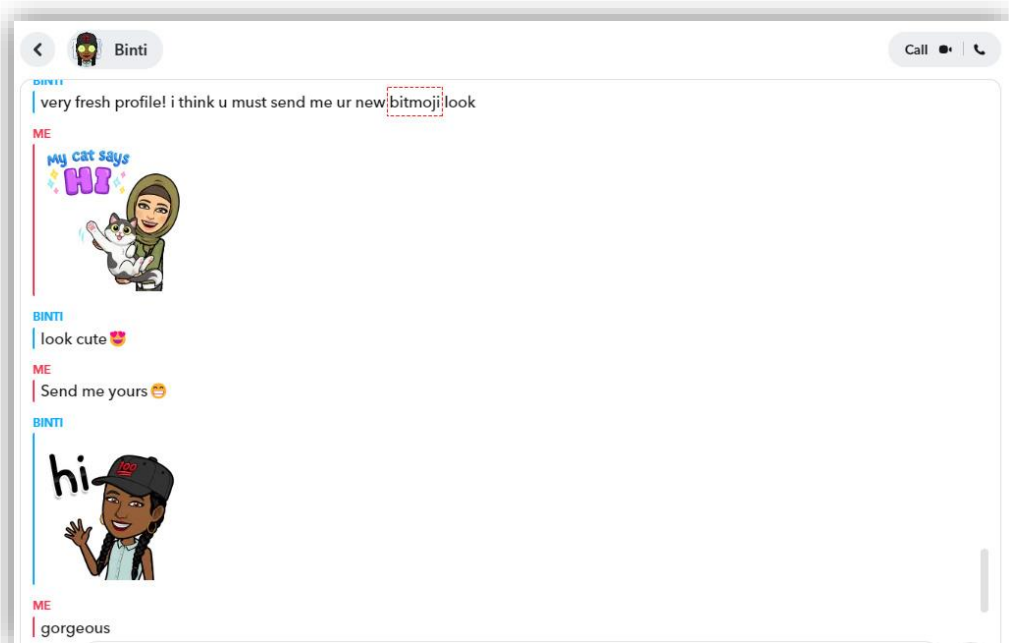 Binti
Call
BINTI
very fresh profile! i think u must send me ur new bitmoji look
ME
My cat says
HI
BINTI
look cute😍
ME
Send me yours😁
BINTI
hi
100
ME
gorgeous